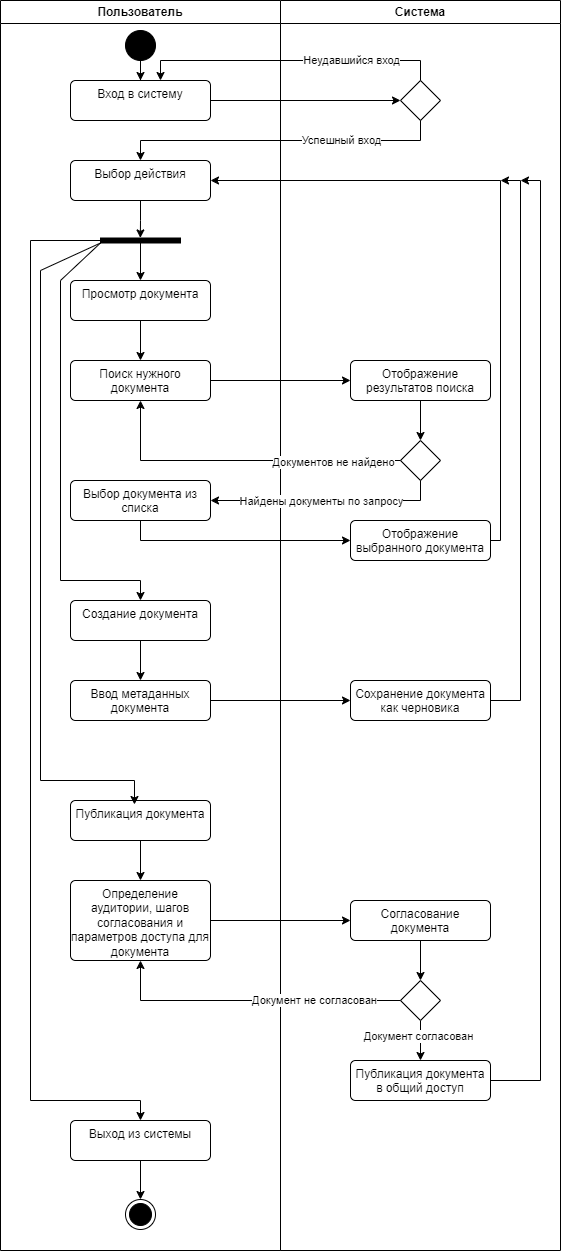 Пользователь
Система
Неудавшийся вход
Вход в систему
Успешный вход
Выбор действия
Просмотр документа
Поиск нужного
документа
Отображение
результатов поиска
Документов не найдено
Выбор документа из
списка
Найдены документы по запросу
Отображение
выбранного документа
Создание документа
Ввод метаданных
документа
Сохранение документа
как черновика
Публикация документа
Определение
аудитории, шагов
согласования и
параметров доступа для
документа
Согласование
документа
Документ не согласован
Документ согласован
Публикация документа
в общий доступ
Выход из системы